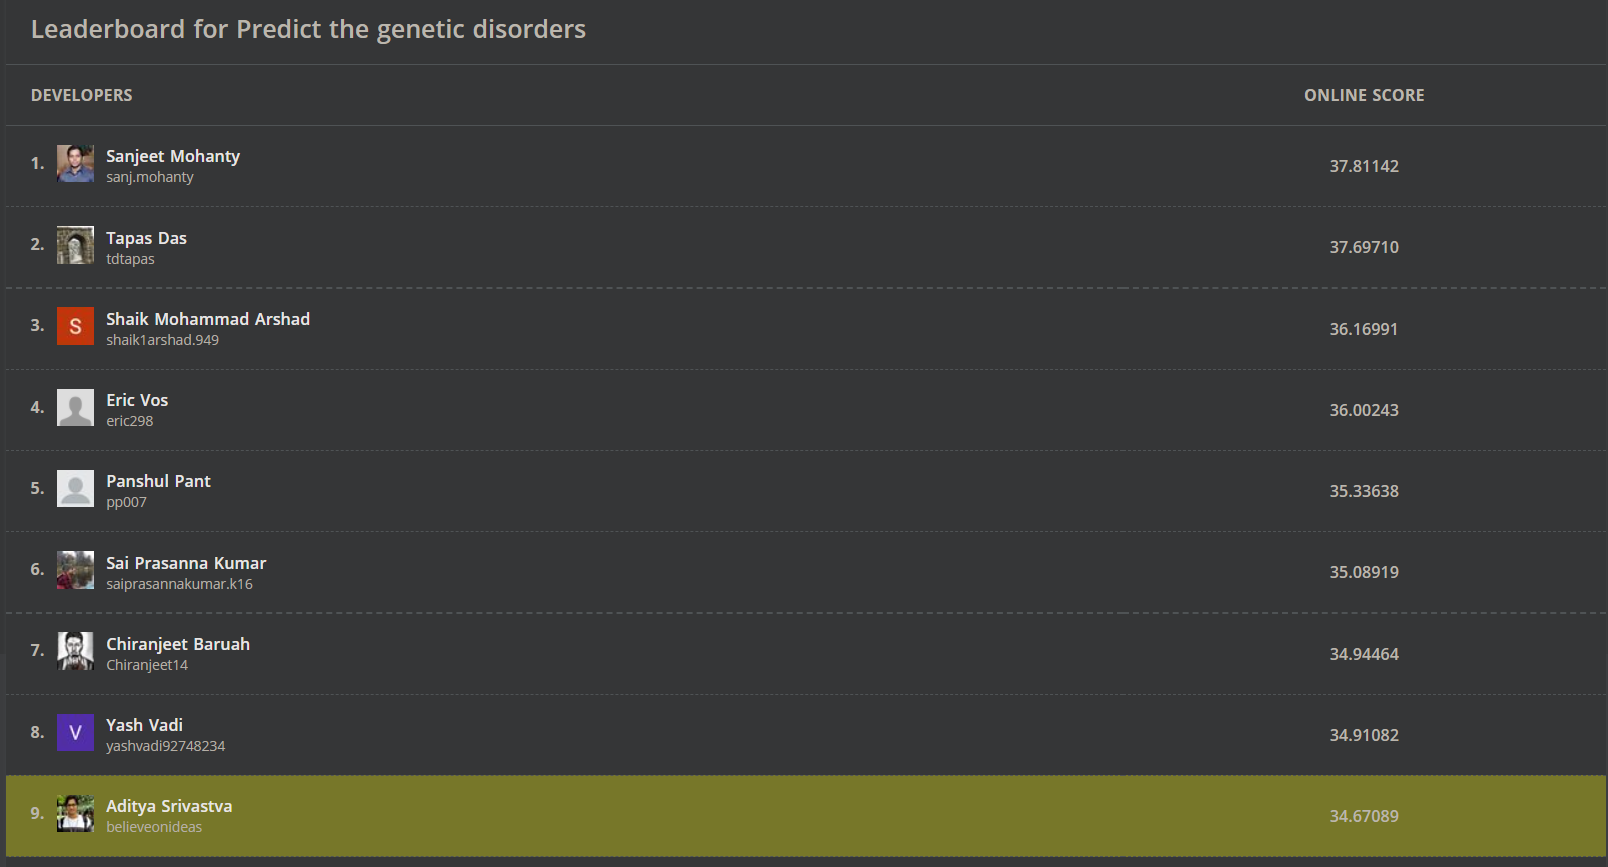 Leaderboard for Predict the genetic disorders
DEVELOPERS ONLINE SCORE
1. Sanjeet Mohanty 37.81142
sanj.mohanty
2. Tapas Das 37.69710
tdtapas
3. S Shaik Mohammad Arshad 36.16991
shaik1arshad.949
4. Eric Vos 36.00243
eric298
5. Panshul Pant 35.33638
pp007
6. Sai Prasanna Kumar 35.08919
saiprasannakumar.k16
7. Chiranjeet Baruah 34.94464
Chiranjeet14
8. V Yash Vadi 34.91082
yashvadi92748234
9. Aditya Srivastva 34.67089
believeonideas